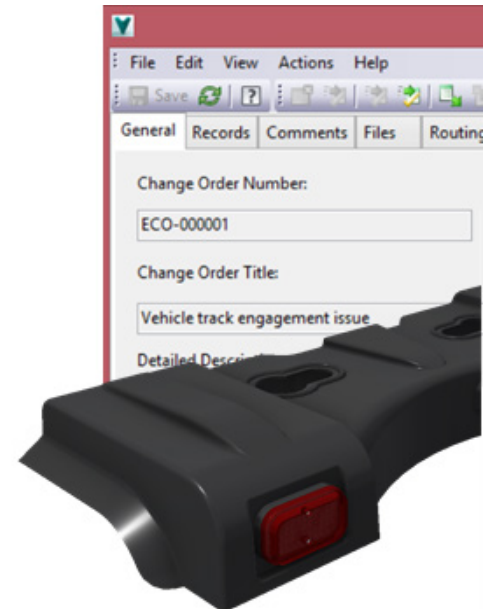 File Edit View Actions Help
Save
General Records Comments Files Routing
Change Order Number:
ECO-000001
Change Order Title:
Vehicle track engagement issue
Detailed